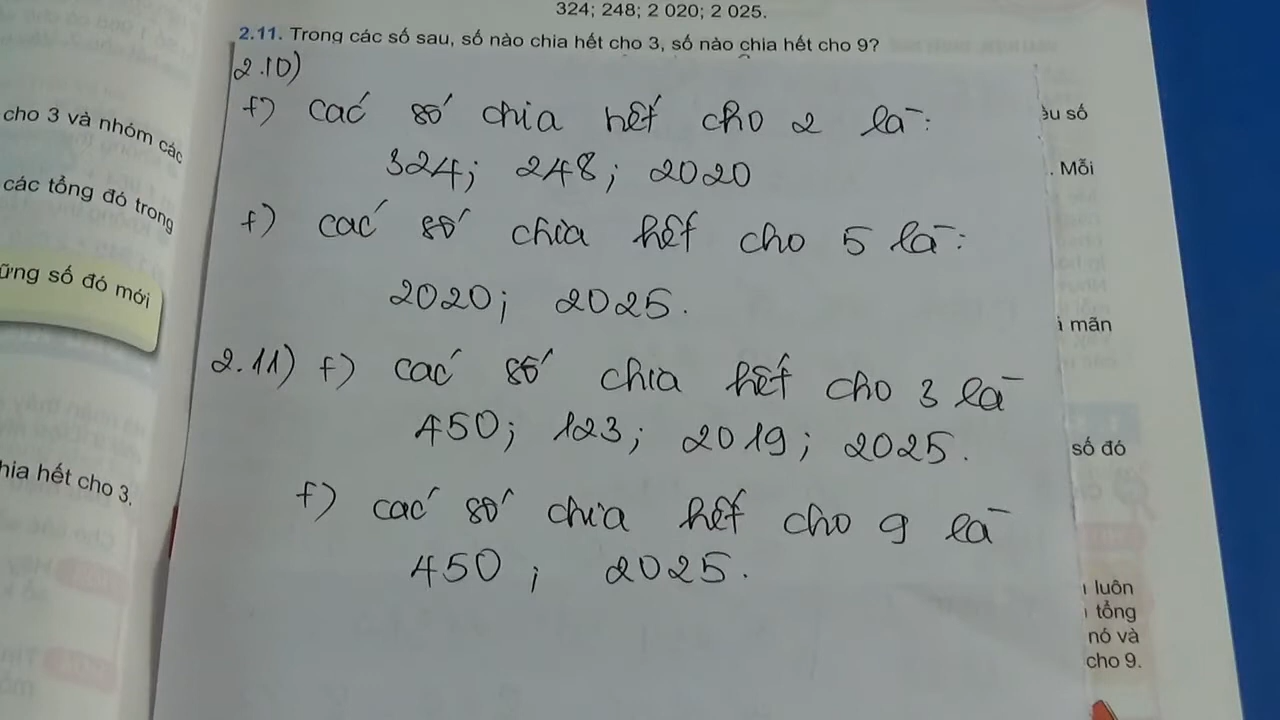 324; 248; 2 020; 2 025.
2.11. Trong các số sau, số nào chia hết cho 3, số nào chia hết cho 9?
2.10)
+) các số chia hết cho 2 là:
324; 248; 2020
+) các số chia hết cho 5 là:
2020; 2025.
2.11) +) các số chia hết cho 3 là
450; 123; 2019; 2025.
+) các số chia hết cho 9 là
450; 2025.
cho 3 và nhóm các
các tổng đó trong
ững số đó mới
hia hết cho 3.
ều số
. Mỗi
ả mãn
số đó
luôn
tổng
nó và
cho 9.